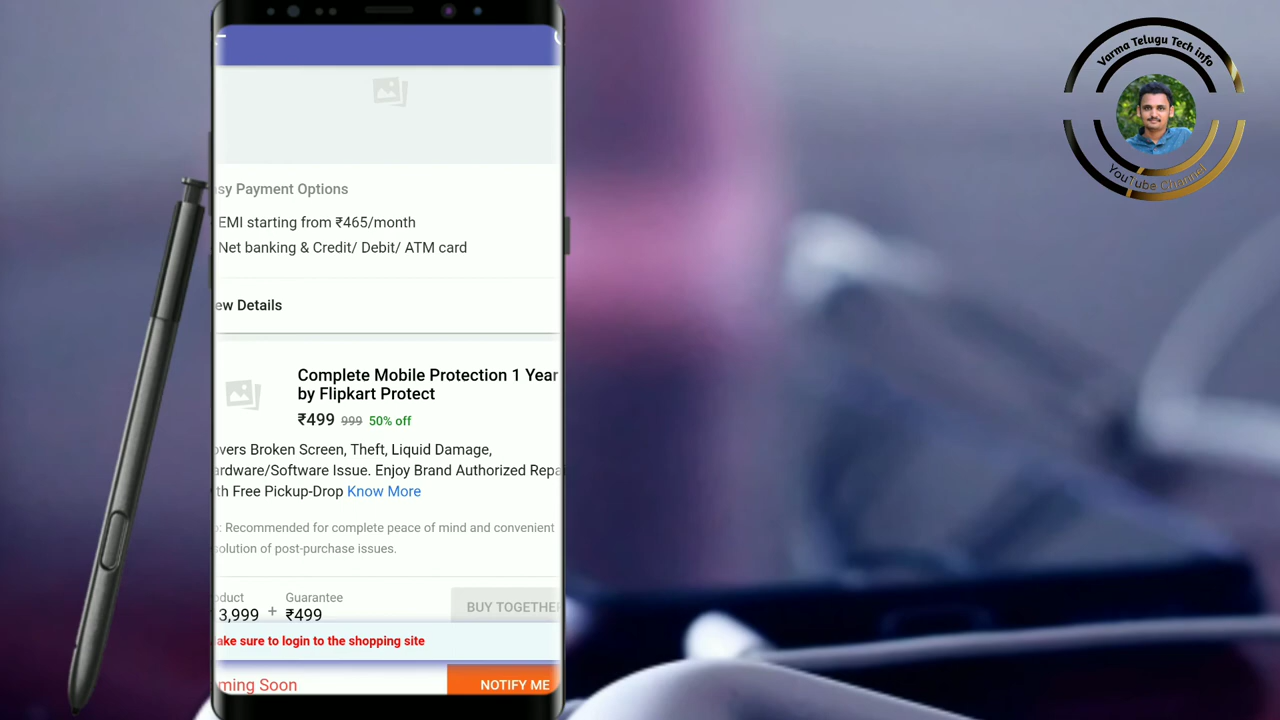 Varma Telugu Tech info
YouTube Channel
sy Payment Options
EMI starting from ₹465/month
Net banking & Credit/ Debit/ ATM card
ew Details
Complete Mobile Protection 1 Year
by Flipkart Protect
₹499 999 50% off
overs Broken Screen, Theft, Liquid Damage,
ardware/Software Issue. Enjoy Brand Authorized Repa
th Free Pickup-Drop Know More
o: Recommended for complete peace of mind and convenient
solution of post-purchase issues.
oduct Guarantee
3,999 + ₹499 BUY TOGETHER
ake sure to login to the shopping site
ming Soon NOTIFY ME